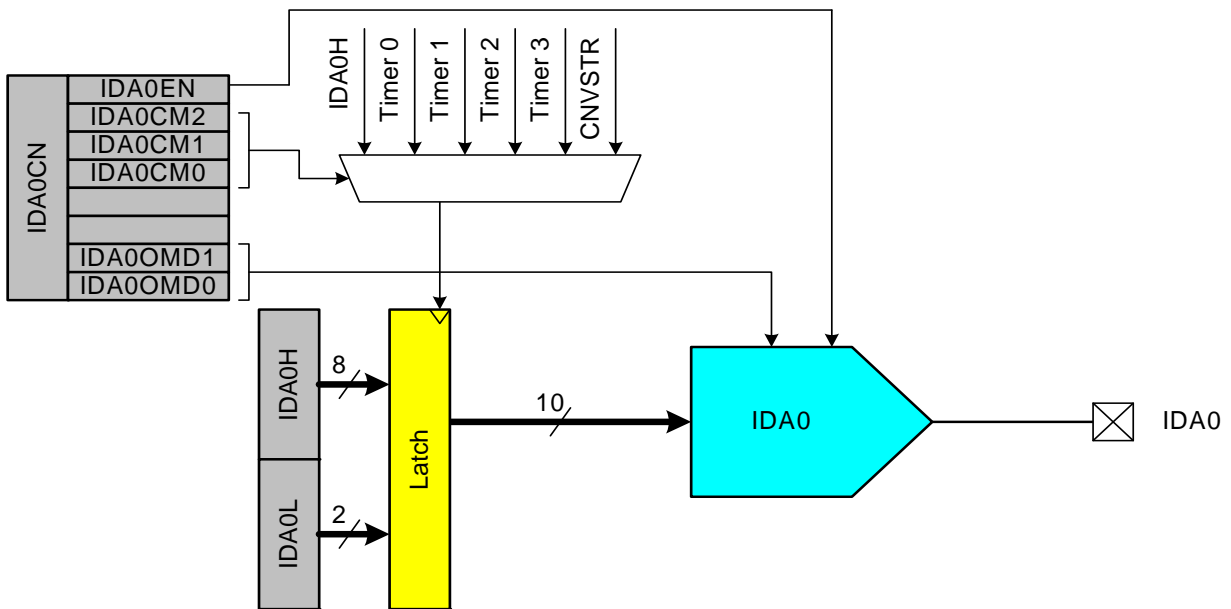 IDA0CN
IDA0EN
IDA0CM2
IDA0CM1
IDA0CM0
IDA0OMD1
IDA0OMD0
IDA0H
Timer 0
Timer 1
Timer 2
Timer 3
CNVSTR
IDA0H
8
IDA0L
2
Latch
10
IDA0
IDA0